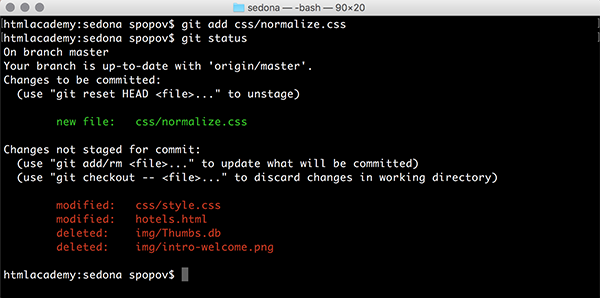 sedona — -bash — 90×20
htmlacademy:sedona spopov$ git add css/normalize.css
htmlacademy:sedona spopov$ git status
On branch master
Your branch is up-to-date with 'origin/master'.
Changes to be committed:
  (use "git reset HEAD <file>..." to unstage)

        new file:   css/normalize.css

Changes not staged for commit:
  (use "git add/rm <file>..." to update what will be committed)
  (use "git checkout -- <file>..." to discard changes in working directory)

        modified:   css/style.css
        modified:   hotels.html
        deleted:    img/Thumbs.db
        deleted:    img/intro-welcome.png

htmlacademy:sedona spopov$